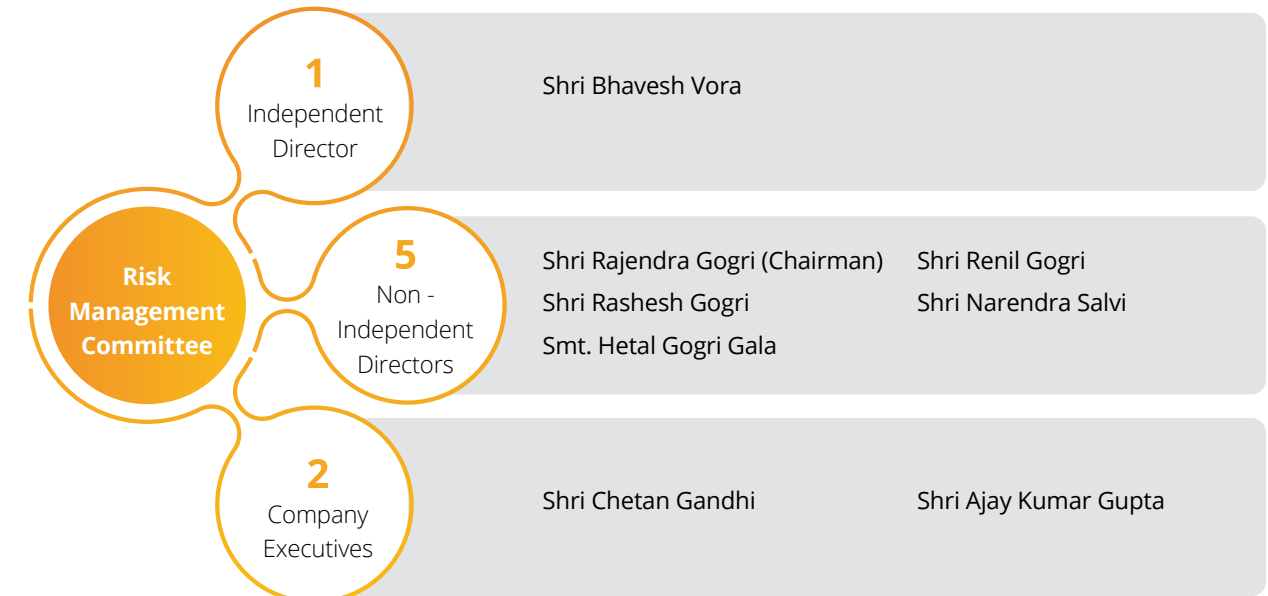 Risk
Management
Committee
1
Independent
Director
Shri Bhavesh Vora
5
Non -
Independent
Directors
Shri Rajendra Gogri (Chairman)
Shri Rashesh Gogri
Smt. Hetal Gogri Gala
Shri Renil Gogri
Shri Narendra Salvi
2
Company
Executives
Shri Chetan Gandhi
Shri Ajay Kumar Gupta